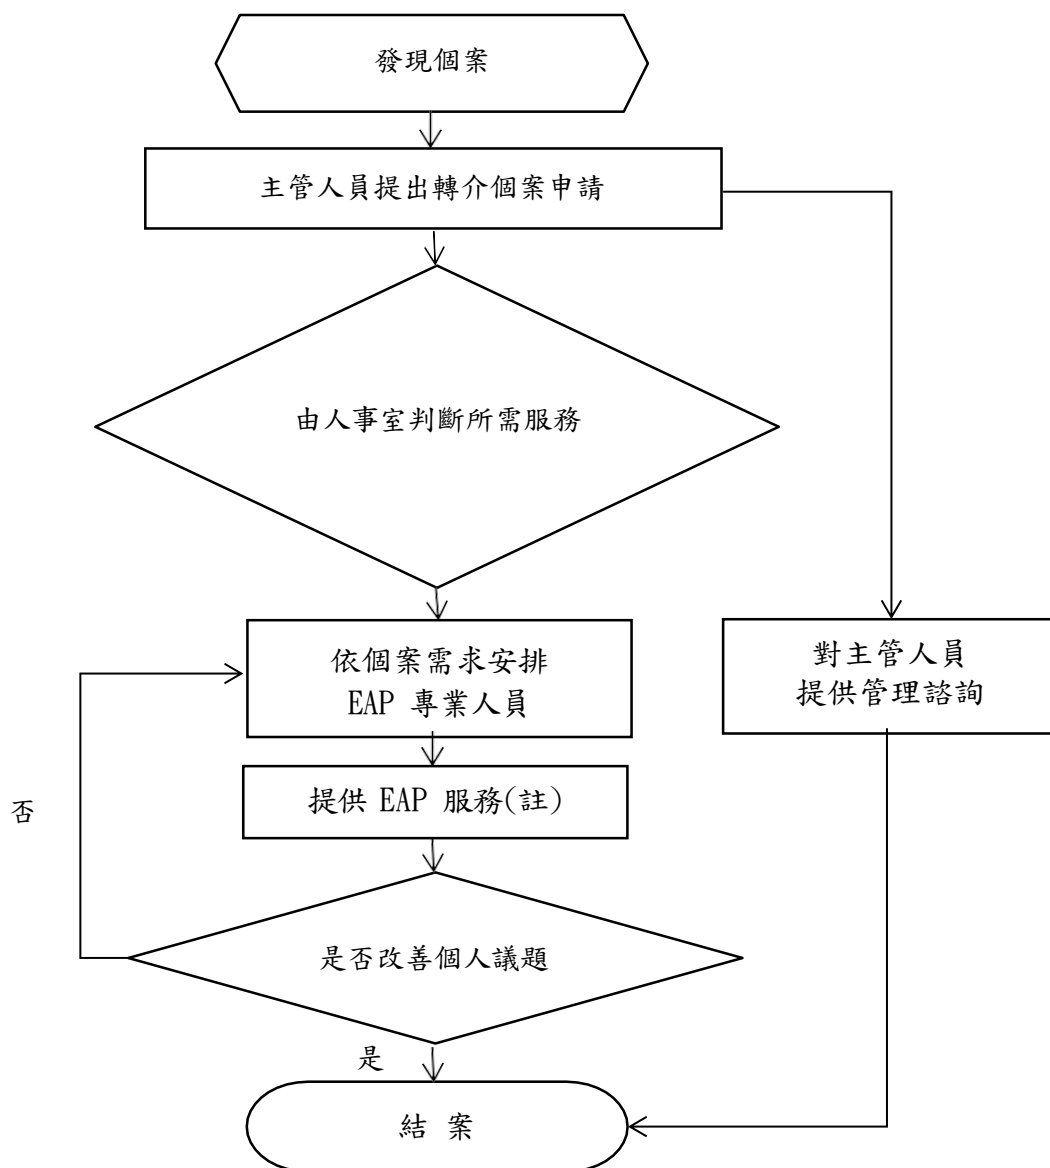 發現個案
主管人員提出轉介個案申請
由人事室判斷所需服務
依個案需求安排
EAP 專業人員
對主管人員
提供管理諮詢
提供 EAP 服務(註)
否
是否改善個人議題
是
結 案